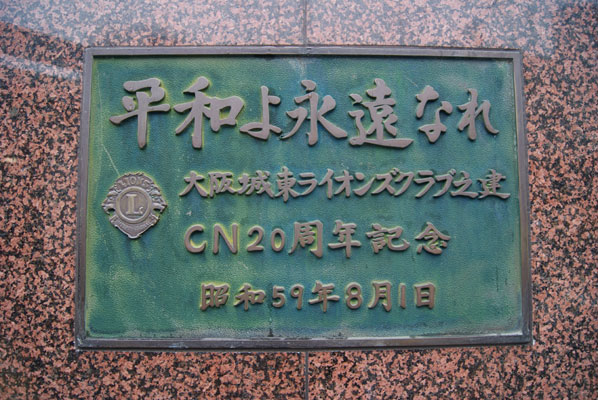 平和よ永遠なれ
大阪城東ライオンズクラブ之建
CN20周年記念
昭和59年8月1日
L